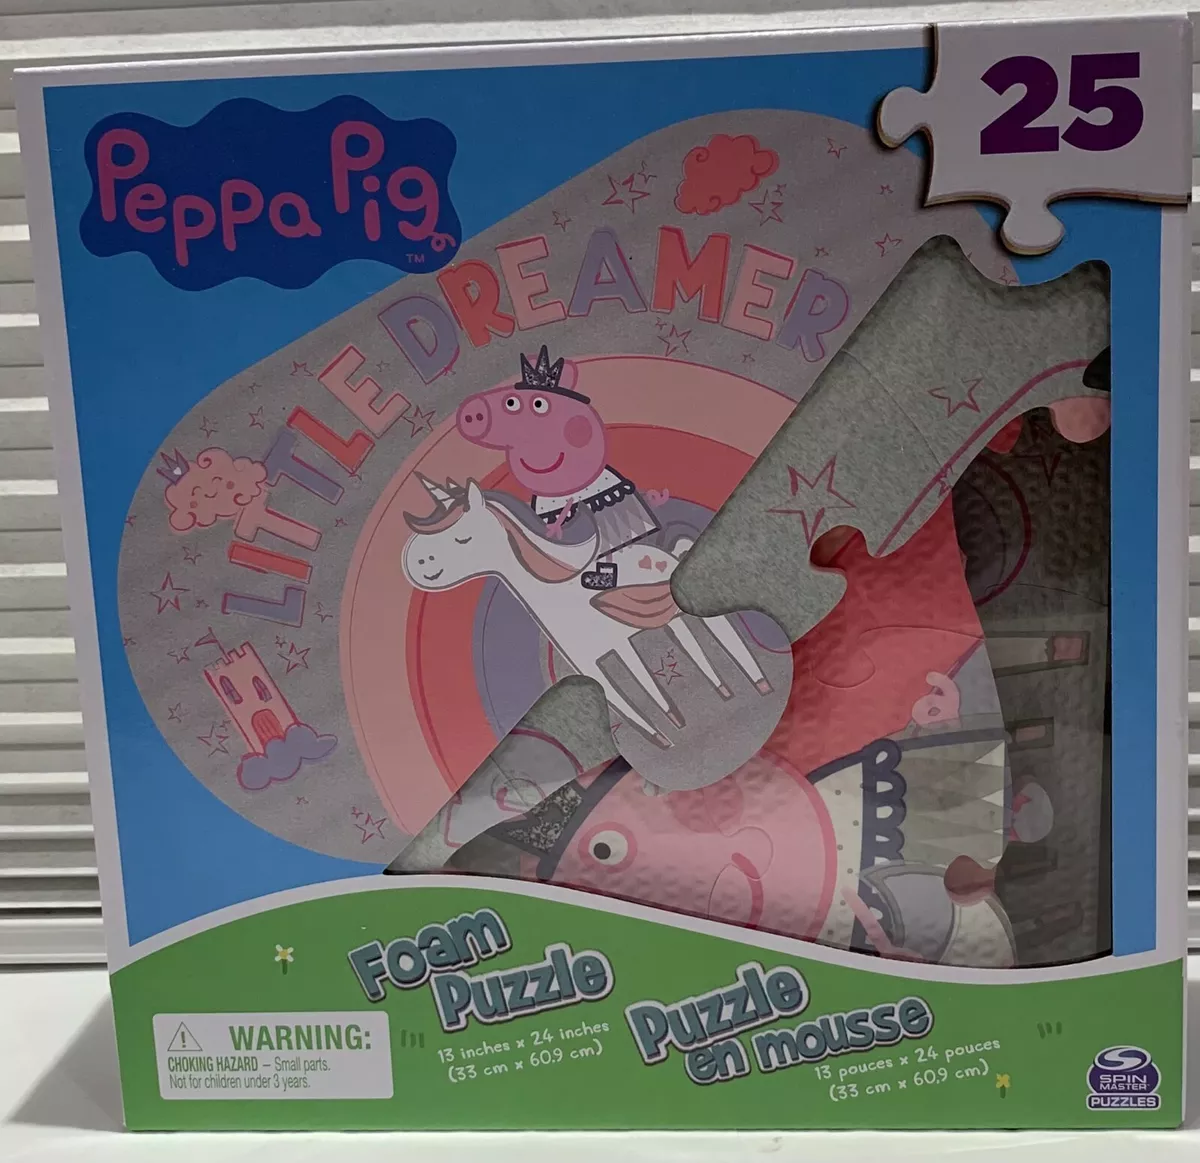 25
Peppa Pig
TM
LITTLE DREAMER
Foam
Puzzle
13 inches x 24 inches
(33 cm x 60,9 cm)
Puzzle
en mousse
13 pouces x 24 pouces
(33 cm x 60,9 cm)
WARNING:
CHOKING HAZARD – Small parts.
Not for children under 3 years.
SPIN
MASTER
PUZZLES